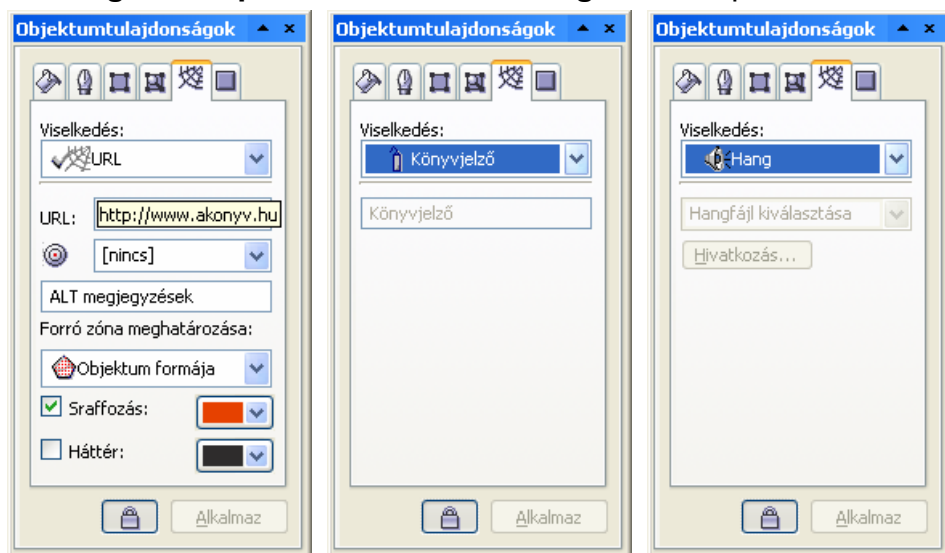 Objektumtulajdonságok
Viselkedés:
URL
URL: http://www.akonyv.hu
[nincs]
ALT megjegyzések
Forró zóna meghatározása:
Objektum formája
Sraffozás:
Háttér:
Alkalmaz
Objektumtulajdonságok
Viselkedés:
Könyvjelző
Könyvjelző
Alkalmaz
Objektumtulajdonságok
Viselkedés:
Hang
Hangfájl kiválasztása
Hivatkozás...
Alkalmaz